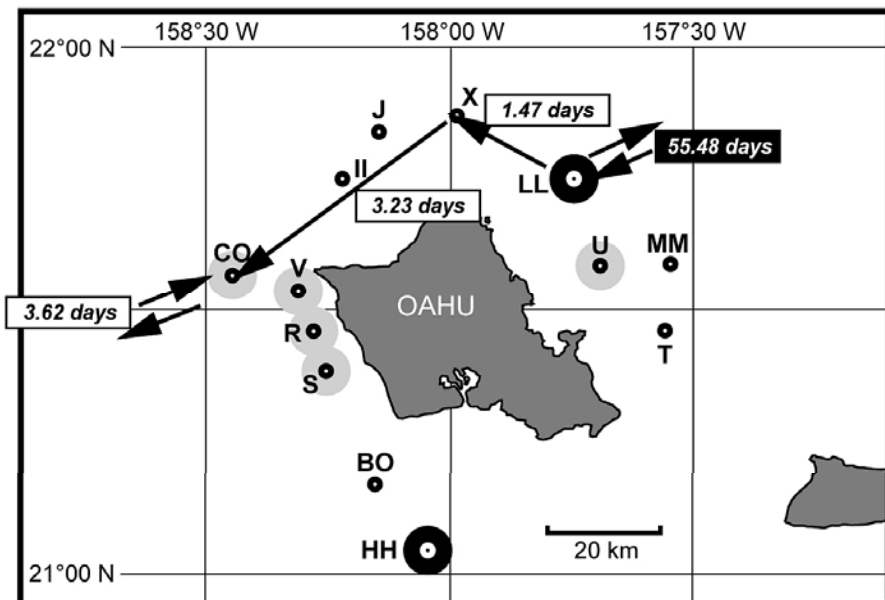 158°30 W
158°00 W
157°30 W
22°00 N
X
1.47 days
J
55.48 days
II
LL
3.23 days
CO
V
U
MM
3.62 days
OAHU
R
T
S
BO
HH
20 km
21°00 N